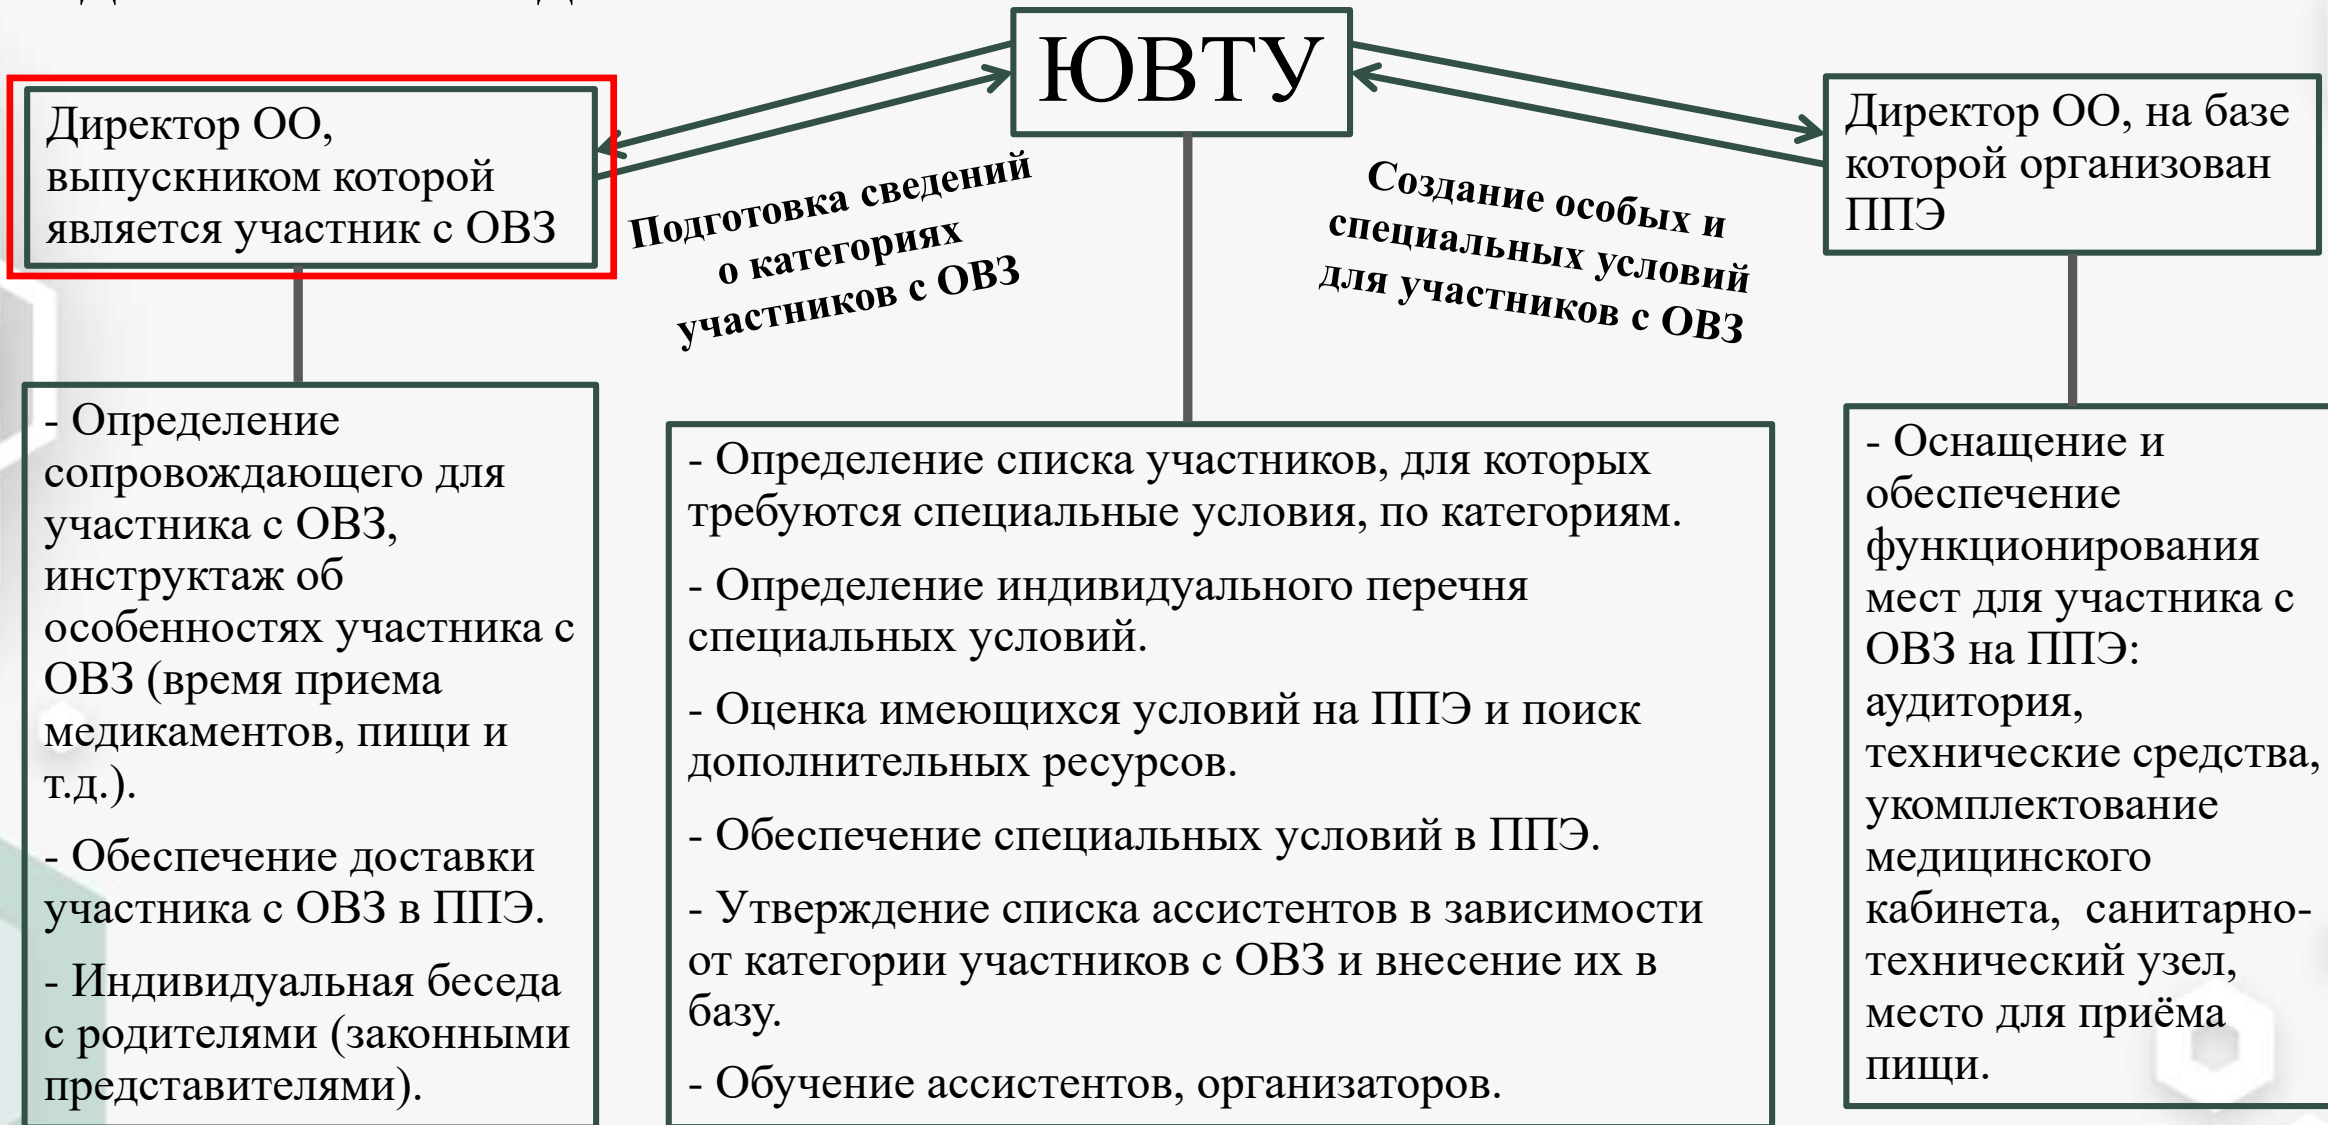 ЮВТУ
Директор ОО,
выпускником которой
является участник с ОВЗ
Подготовка сведений
о категориях
участников с ОВЗ
Создание особых и
специальных условий
для участников с ОВЗ
Директор ОО, на базе
которой организован
ППЭ
- Определение
сопровождающего для
участника с ОВЗ,
инструктаж об
особенностях участника с
ОВЗ (время приема
медикаментов, пищи и
т.д.).
- Обеспечение доставки
участника с ОВЗ в ППЭ.
- Индивидуальная беседа
с родителями (законными
представителями).
- Определение списка участников, для которых
требуются специальные условия, по категориям.
- Определение индивидуального перечня
специальных условий.
- Оценка имеющихся условий на ППЭ и поиск
дополнительных ресурсов.
- Обеспечение специальных условий в ППЭ.
- Утверждение списка ассистентов в зависимости
от категории участников с ОВЗ и внесение их в
базу.
- Обучение ассистентов, организаторов.
- Оснащение и
обеспечение
функционирования
мест для участника с
ОВЗ на ППЭ:
аудитория,
технические средства,
укомплектование
медицинского
кабинета, санитарно-
технический узел,
место для приёма
пищи.